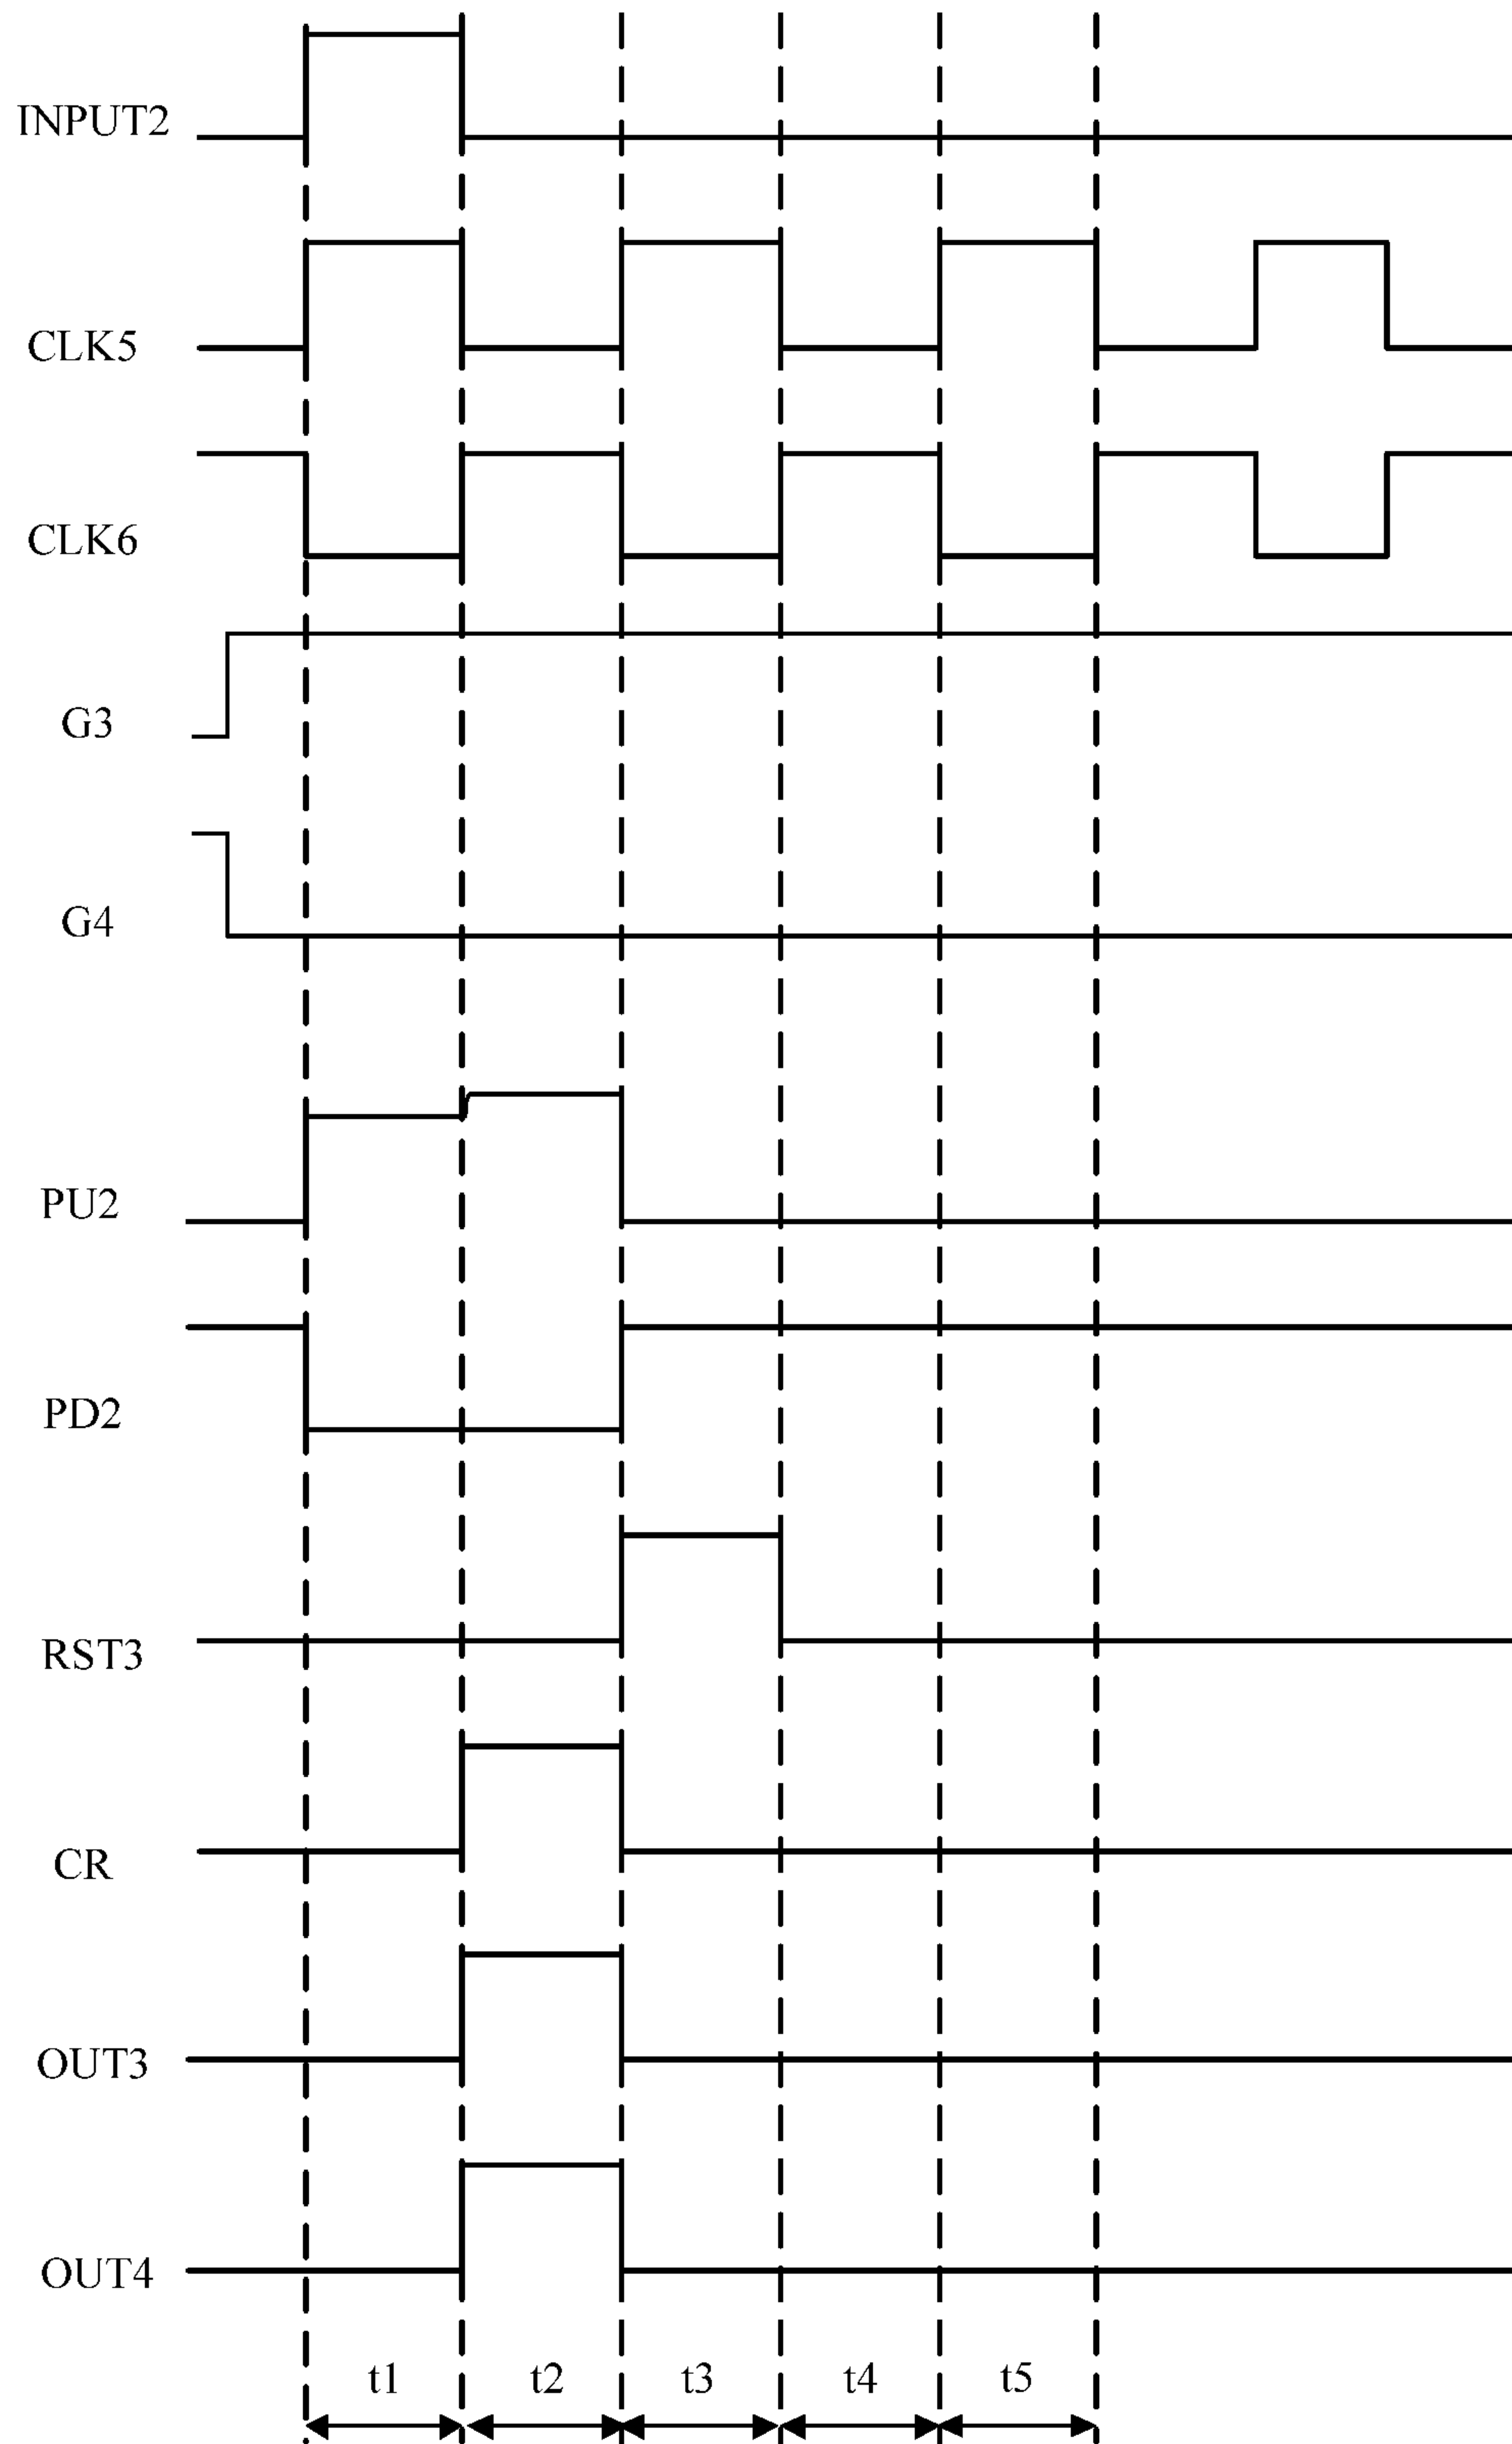 INPUT2
CLK5
CLK6
G3
G4
PU2
PD2
RST3
CR
OUT3
OUT4
t1 t2 t3 t4 t5